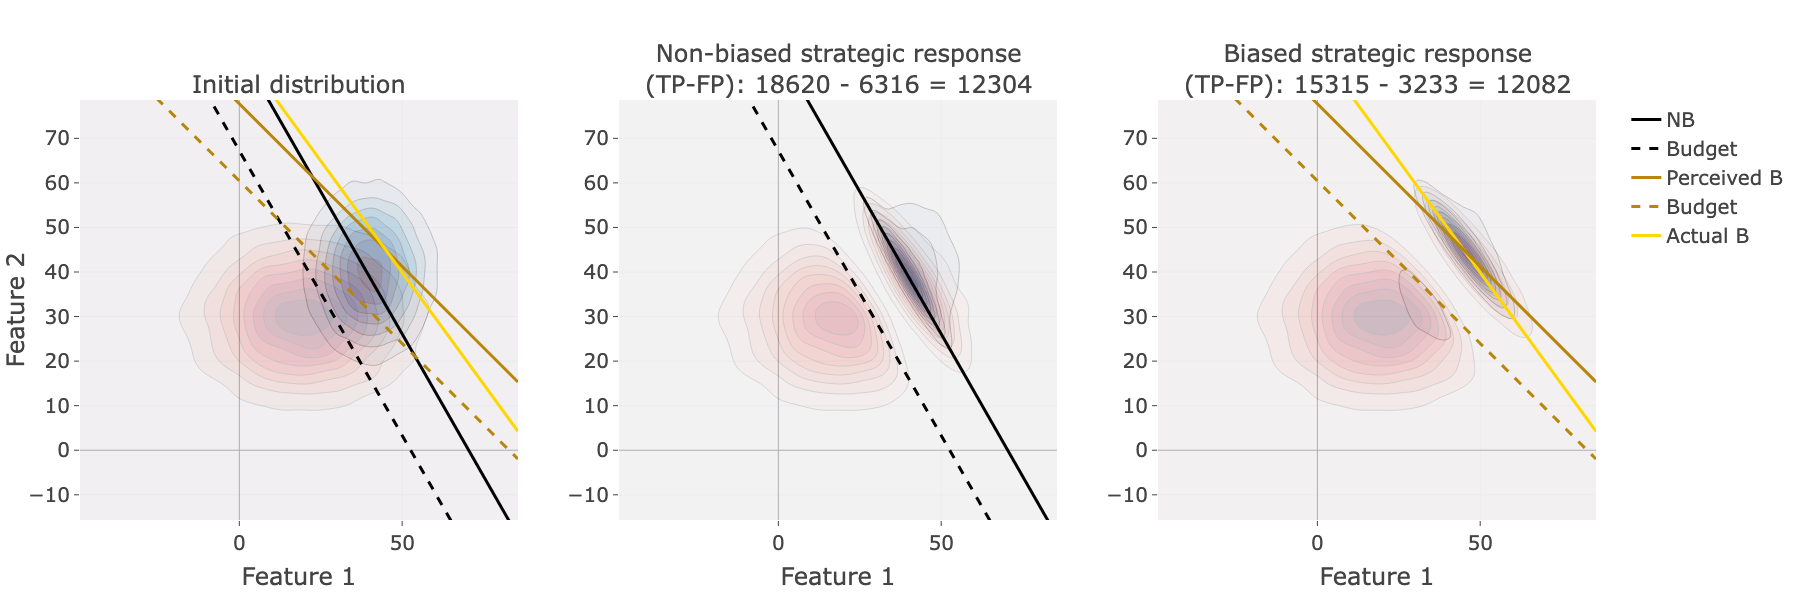 Initial distribution
Non-biased strategic response
(TP-FP): 18620 - 6316 = 12304
Biased strategic response
(TP-FP): 15315 - 3233 = 12082
Feature 2
70
60
50
40
30
20
10
0
−10
0
50
Feature 1
70
60
50
40
30
20
10
0
−10
0
50
Feature 1
70
60
50
40
30
20
10
0
−10
0
50
Feature 1
NB
Budget
Perceived B
Budget
Actual B